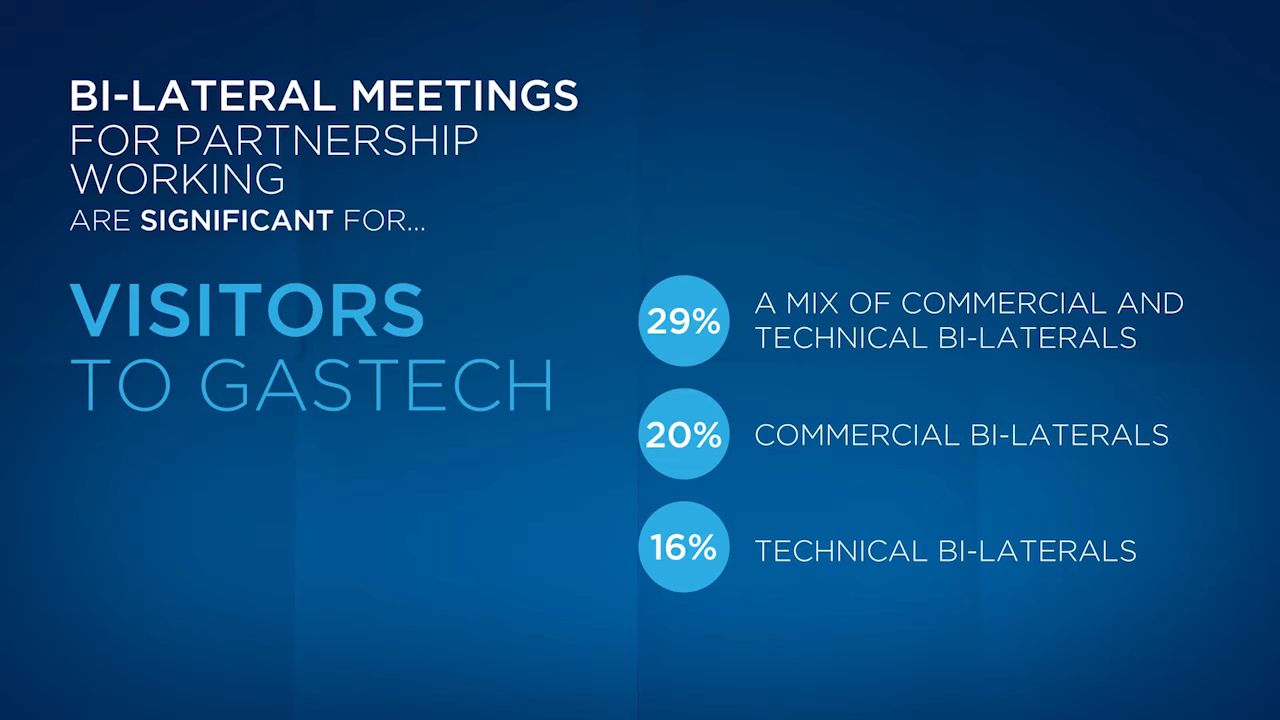 BI-LATERAL MEETINGS
FOR PARTNERSHIP
WORKING
ARE SIGNIFICANT FOR...
VISITORS
TO GASTECH
29%
A MIX OF COMMERCIAL AND
TECHNICAL BI-LATERALS
20%
COMMERCIAL BI-LATERALS
16%
TECHNICAL BI-LATERALS